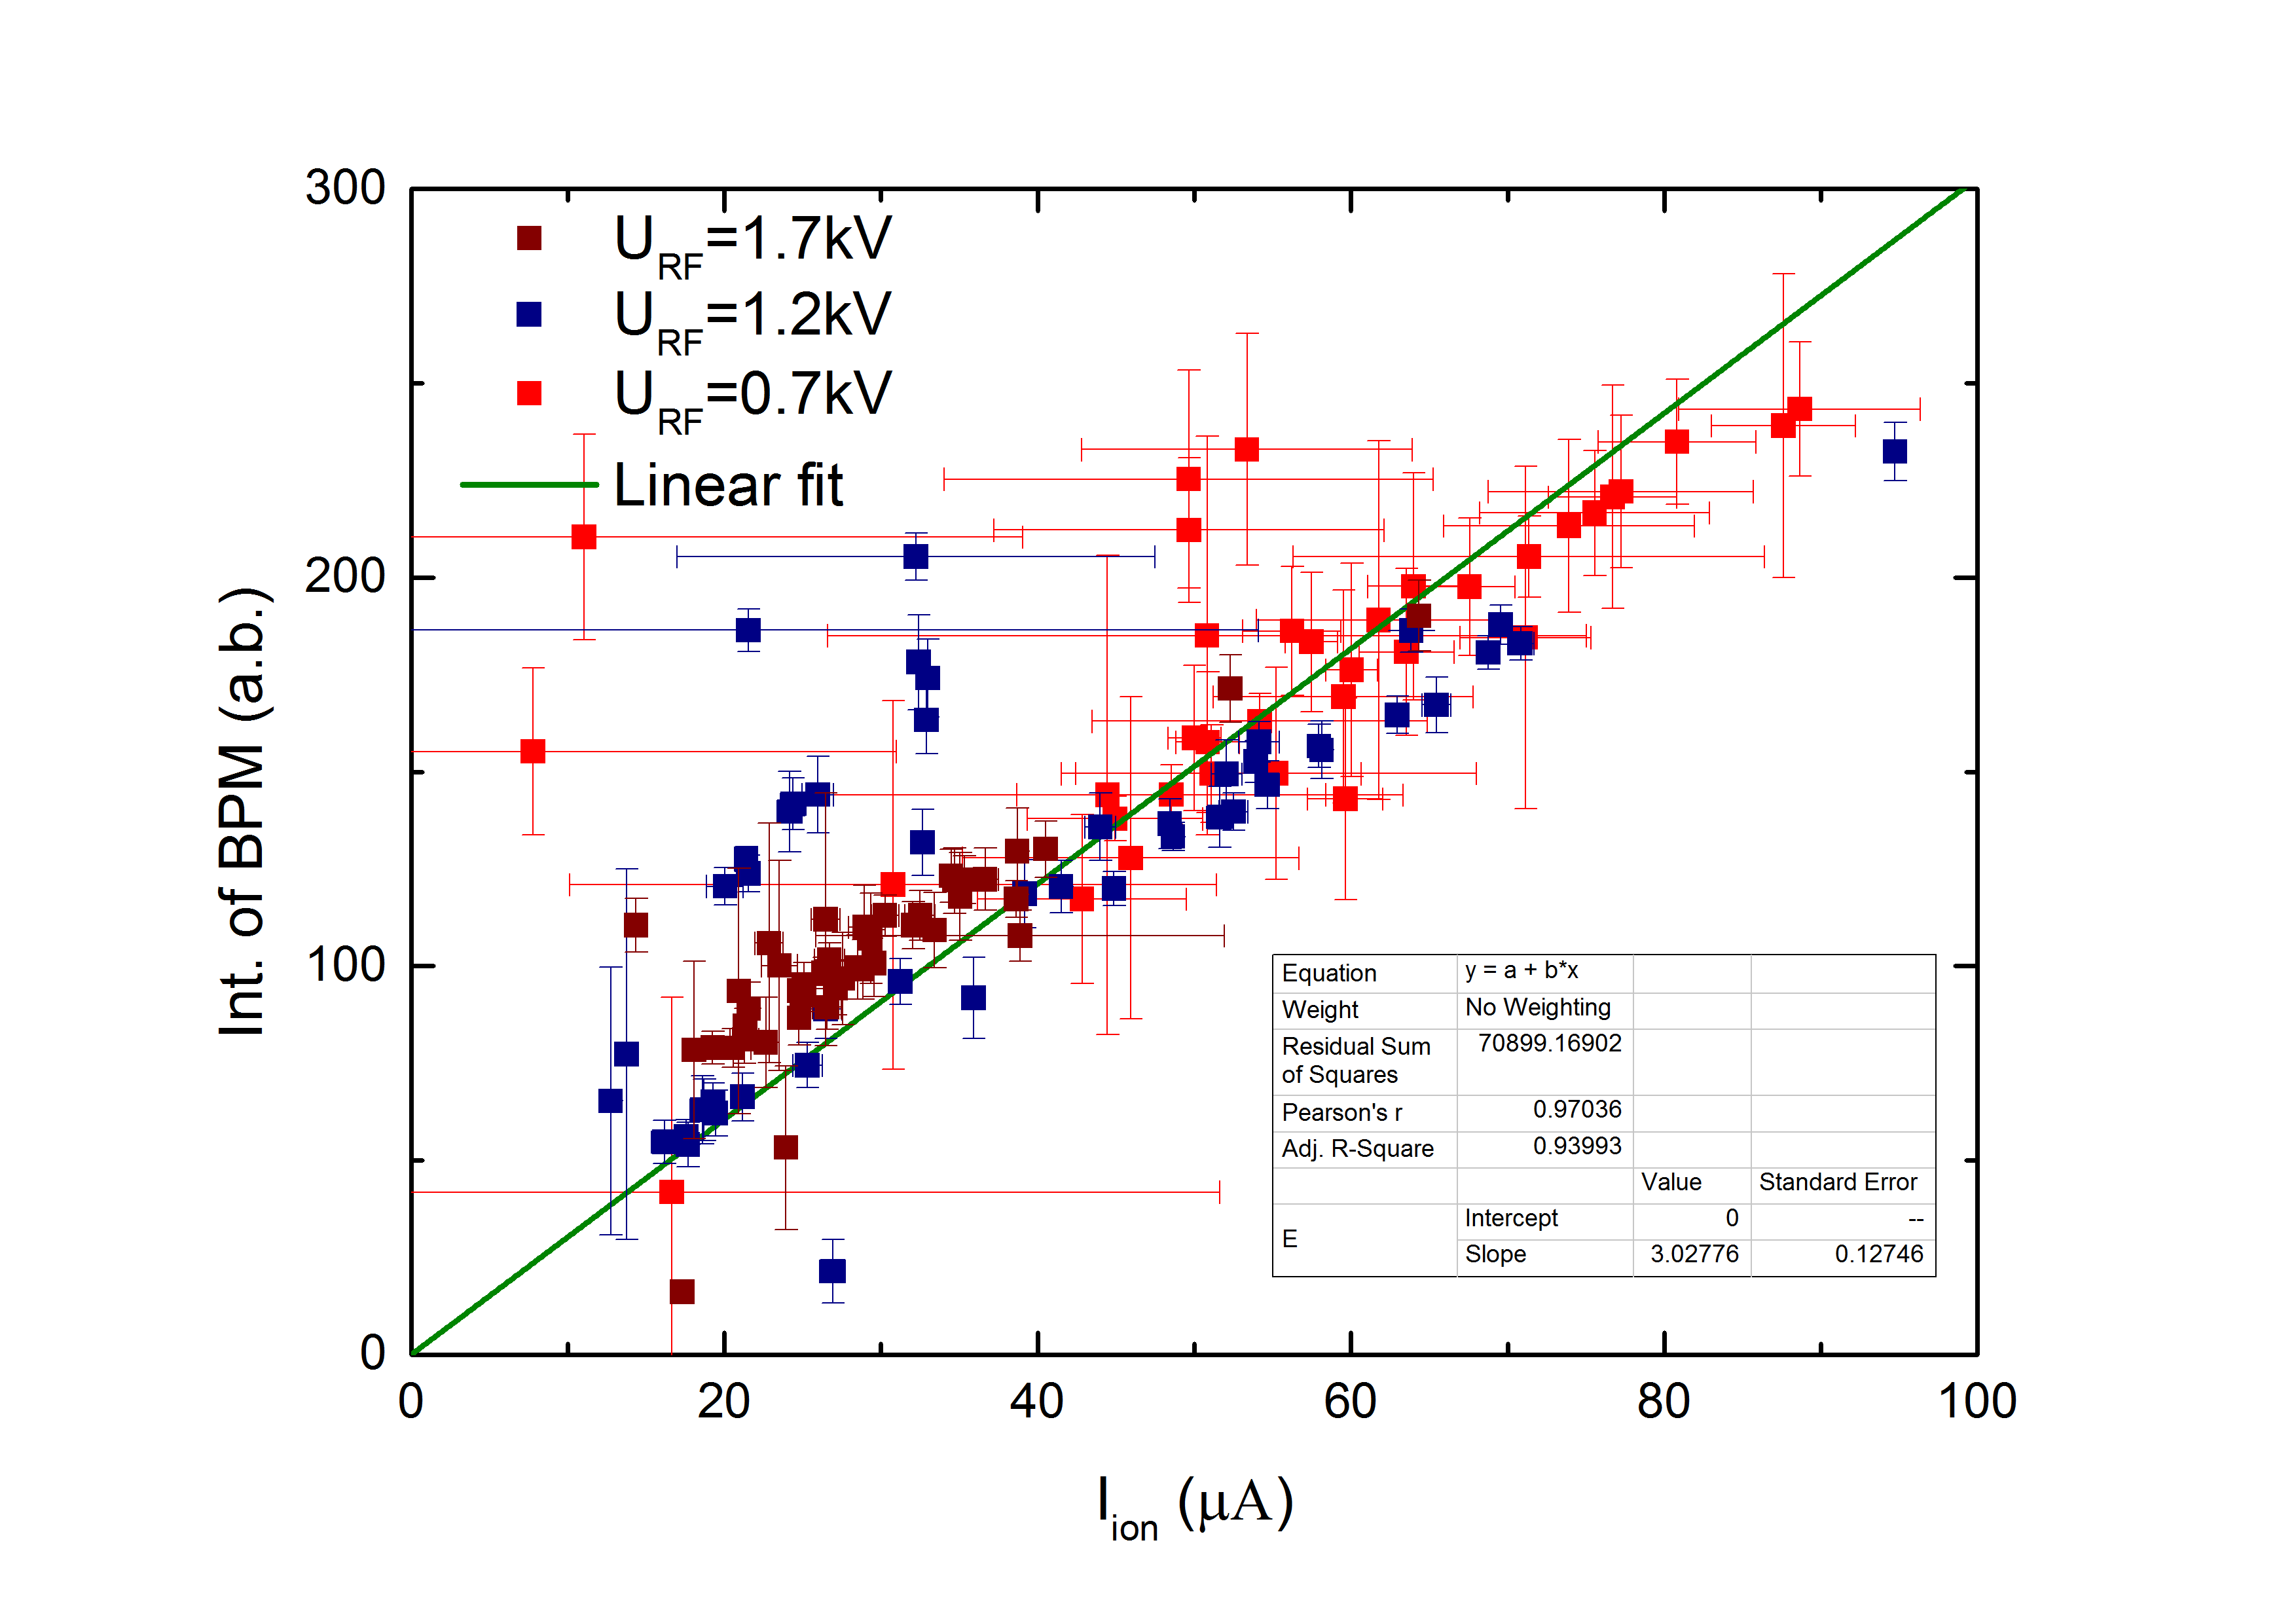 300
200
100
0
Int. of BPM (a.b.)
U_RF=1.7kV
U_RF=1.2kV
U_RF=0.7kV
Linear fit
Equation y = a + b*x
Weight No Weighting
Residual Sum of Squares 70899.16902
Pearson's r 0.97036
Adj. R-Square 0.93993
Value Standard Error
E Intercept 0 --
Slope 3.02776 0.12746
0 20 40 60 80 100
I_ion (μA)